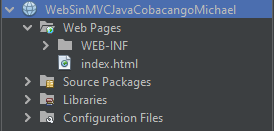 WebSinMVCJavaCobacangoMichael
Web Pages
WEB-INF
index.html
Source Packages
Libraries
Configuration Files